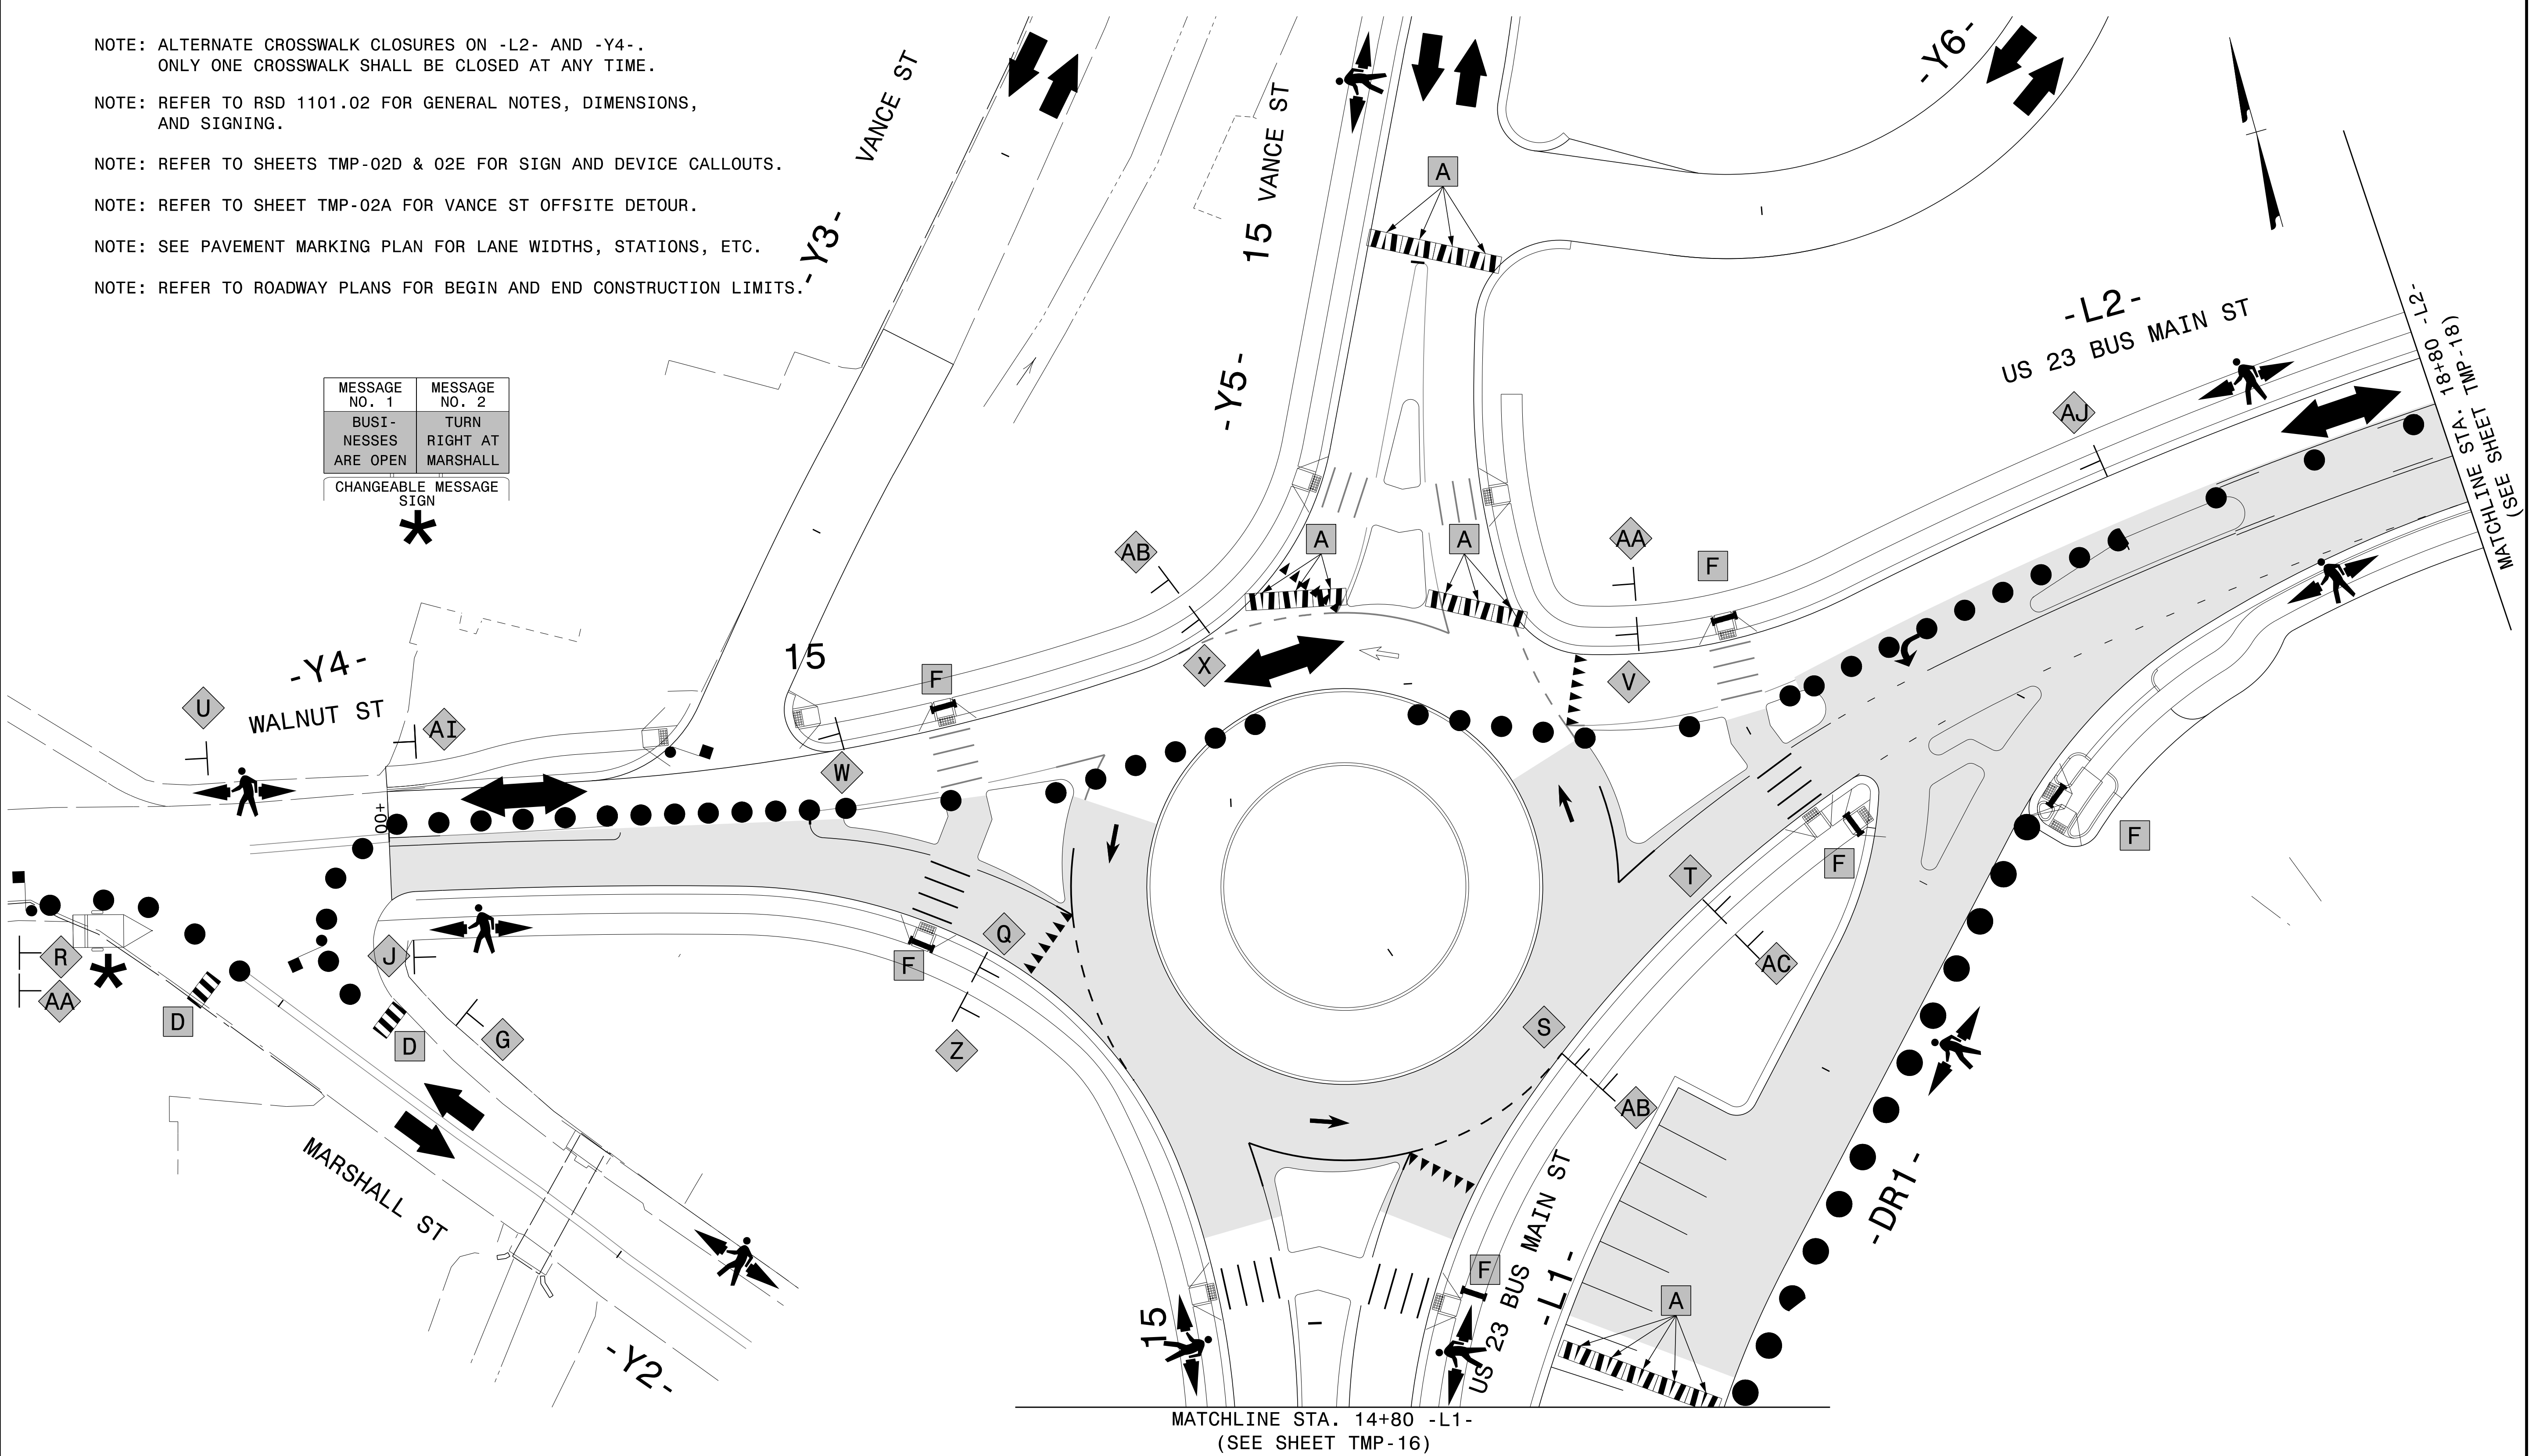 NOTE: ALTERNATE CROSSWALK CLOSURES ON -L2- AND -Y4-.
ONLY ONE CROSSWALK SHALL BE CLOSED AT ANY TIME.
NOTE: REFER TO RSD 1101.02 FOR GENERAL NOTES, DIMENSIONS,
AND SIGNING.
NOTE: REFER TO SHEETS TMP-02D & 02E FOR SIGN AND DEVICE CALLOUTS.
NOTE: REFER TO SHEET TMP-02A FOR VANCE ST OFFSITE DETOUR.
NOTE: SEE PAVEMENT MARKING PLAN FOR LANE WIDTHS, STATIONS, ETC.
NOTE: REFER TO ROADWAY PLANS FOR BEGIN AND END CONSTRUCTION LIMITS.
MESSAGE NO. 1
MESSAGE NO. 2
BUSI-
NESSES
ARE OPEN
TURN
RIGHT AT
MARSHALL
CHANGEABLE MESSAGE
SIGN
*
VANCE ST
-Y3-
15
VANCE ST
-Y5-
-Y6-
A
-L2-
US 23 BUS MAIN ST
MATCHLINE STA. 18+80 -L2-
(SEE SHEET TMP-18)
MATCHLINE STA.
(SEE SHEET
AJ
AB
A
A
AA
F
X
V
15
F
W
-Y4-
WALNUT ST
U
AI
+00
R
AA
*
D
D
J
G
F
Q
Z
T
AC
F
F
S
AB
MARSHALL ST
-Y2-
15
F
US 23 BUS MAIN ST
-L1-
A
-DR1-
MATCHLINE STA. 14+80 -L1-
(SEE SHEET TMP-16)